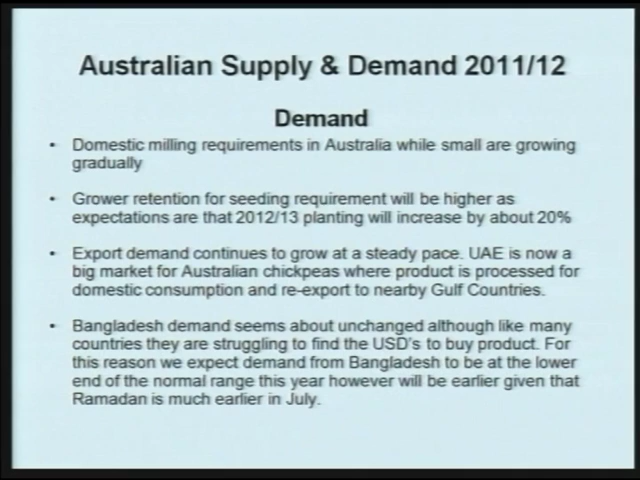 Australian Supply & Demand 2011/12
Demand
• Domestic milling requirements in Australia while small are growing
gradually
• Grower retention for seeding requirement will be higher as
expectations are that 2012/13 planting will increase by about 20%
• Export demand continues to grow at a steady pace. UAE is now a
big market for Australian chickpeas where product is processed for
domestic consumption and re-export to nearby Gulf Countries.
• Bangladesh demand seems about unchanged although like many
countries they are struggling to find the USD's to buy product. For
this reason we expect demand from Bangladesh to be at the lower
end of the normal range this year however will be earlier given that
Ramadan is much earlier in July.